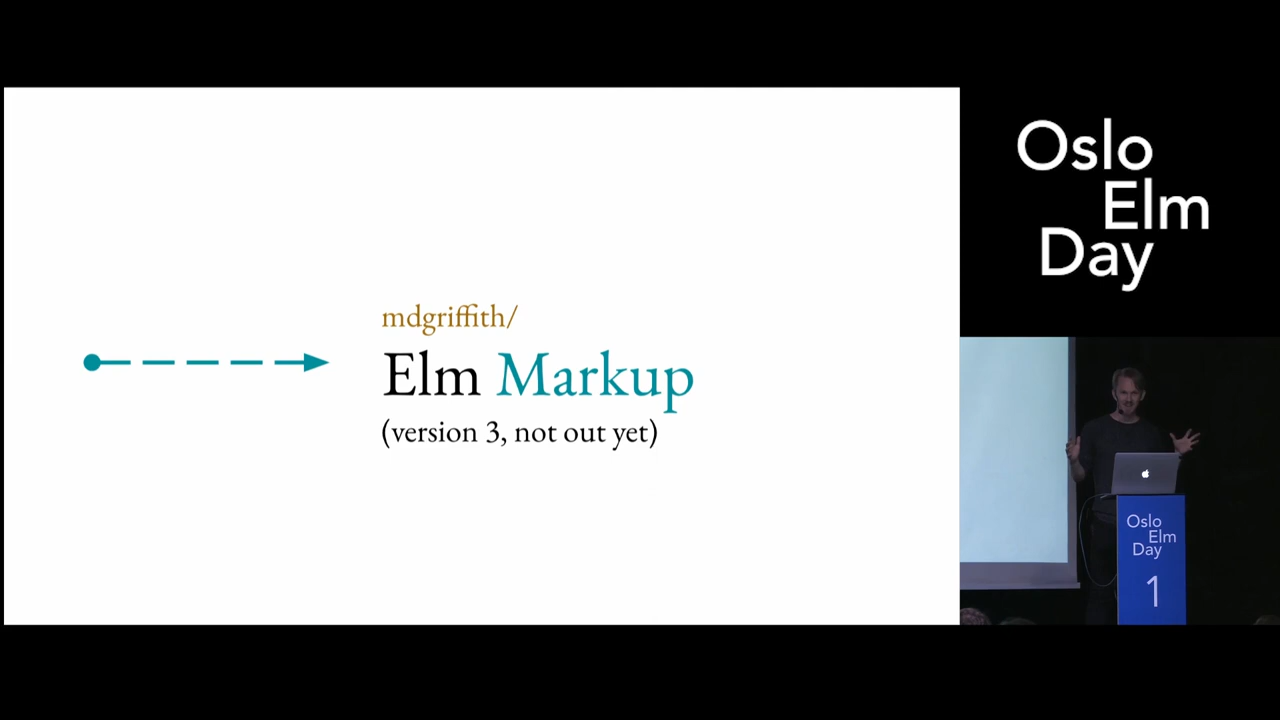 mdgriffith/
Elm Markup
(version 3, not out yet)
Oslo
Elm
Day
Oslo
Elm
Day
1